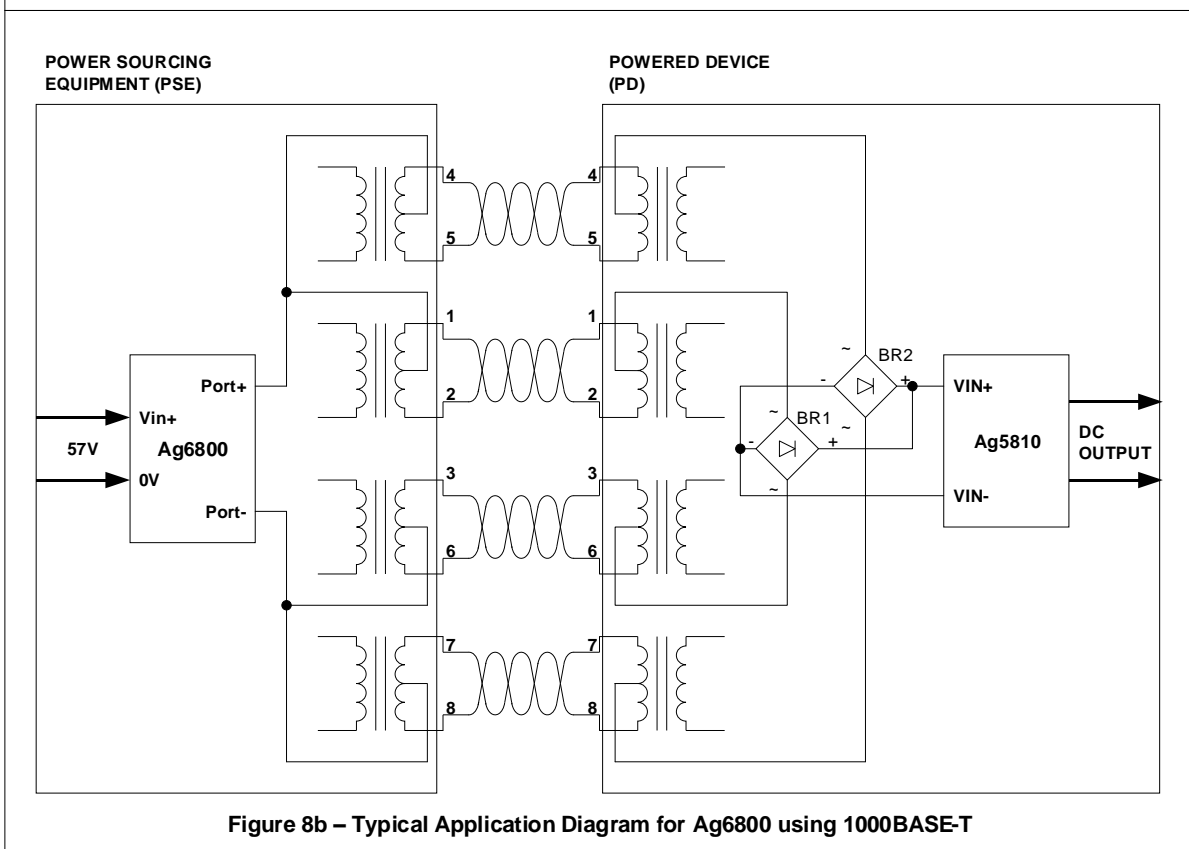 POWER SOURCING
EQUIPMENT (PSE)
POWERED DEVICE
(PD)
4
4
5
5
1
1
2
2
3
3
6
6
7
7
8
8
Port+
Vin+
57V
Ag6800
0V
Port-
~
BR2
-
+
~
~
BR1
-
+
~
VIN+
Ag5810
VIN-
DC
OUTPUT
Figure 8b – Typical Application Diagram for Ag6800 using 1000BASE-T